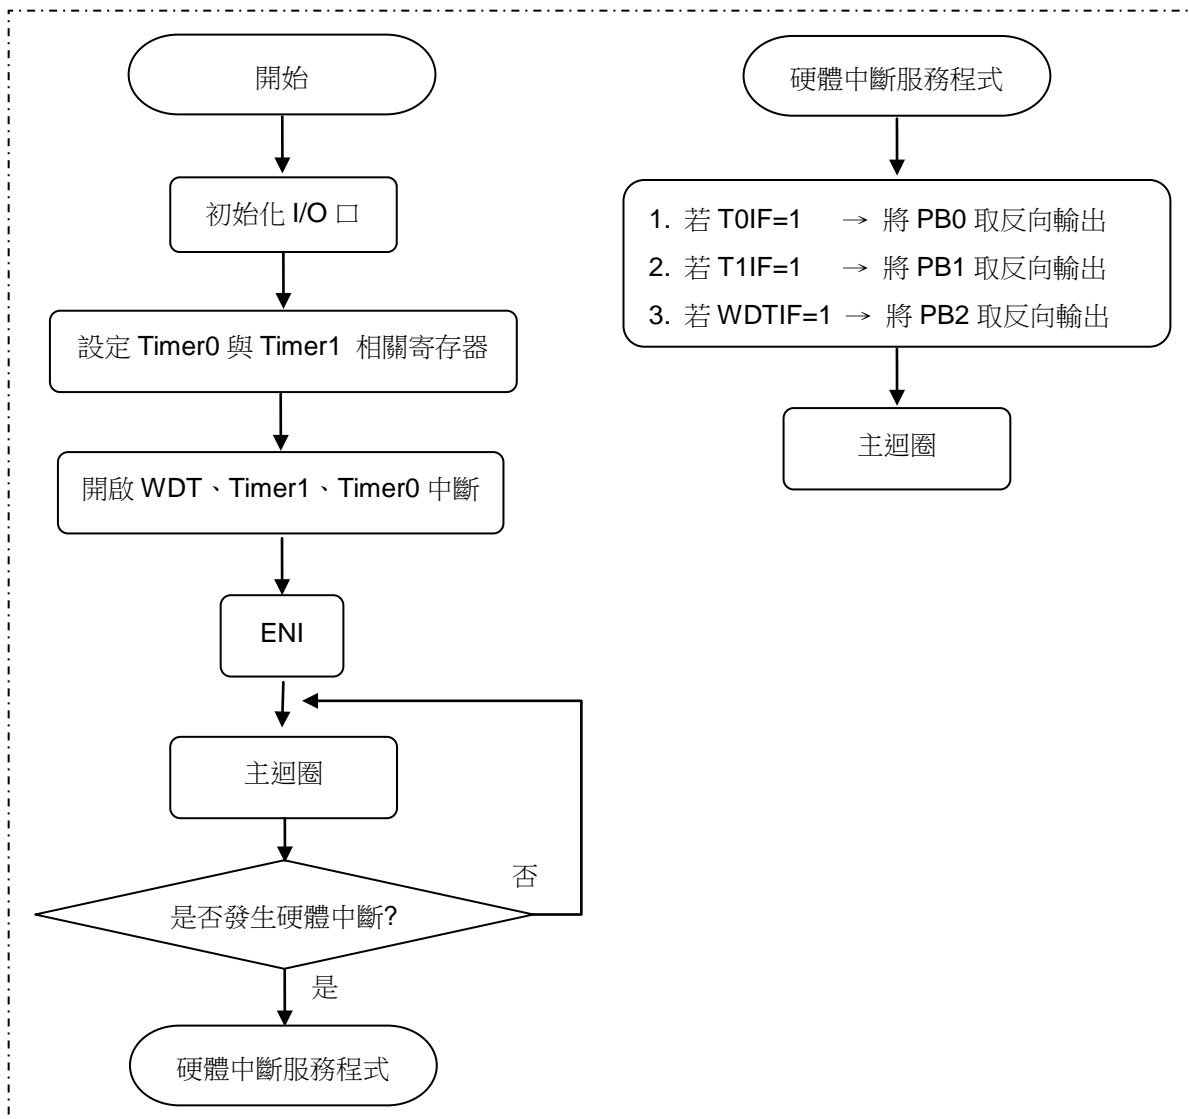 開始
初始化 I/O 口
設定 Timer0 與 Timer1 相關寄存器
開啟 WDT、Timer1、Timer0 中斷
ENI
主迴圈
否
是否發生硬體中斷?
是
硬體中斷服務程式
硬體中斷服務程式
1. 若 T0IF=1 → 將 PB0 取反向輸出
2. 若 T1IF=1 → 將 PB1 取反向輸出
3. 若 WDTIF=1 → 將 PB2 取反向輸出
主迴圈